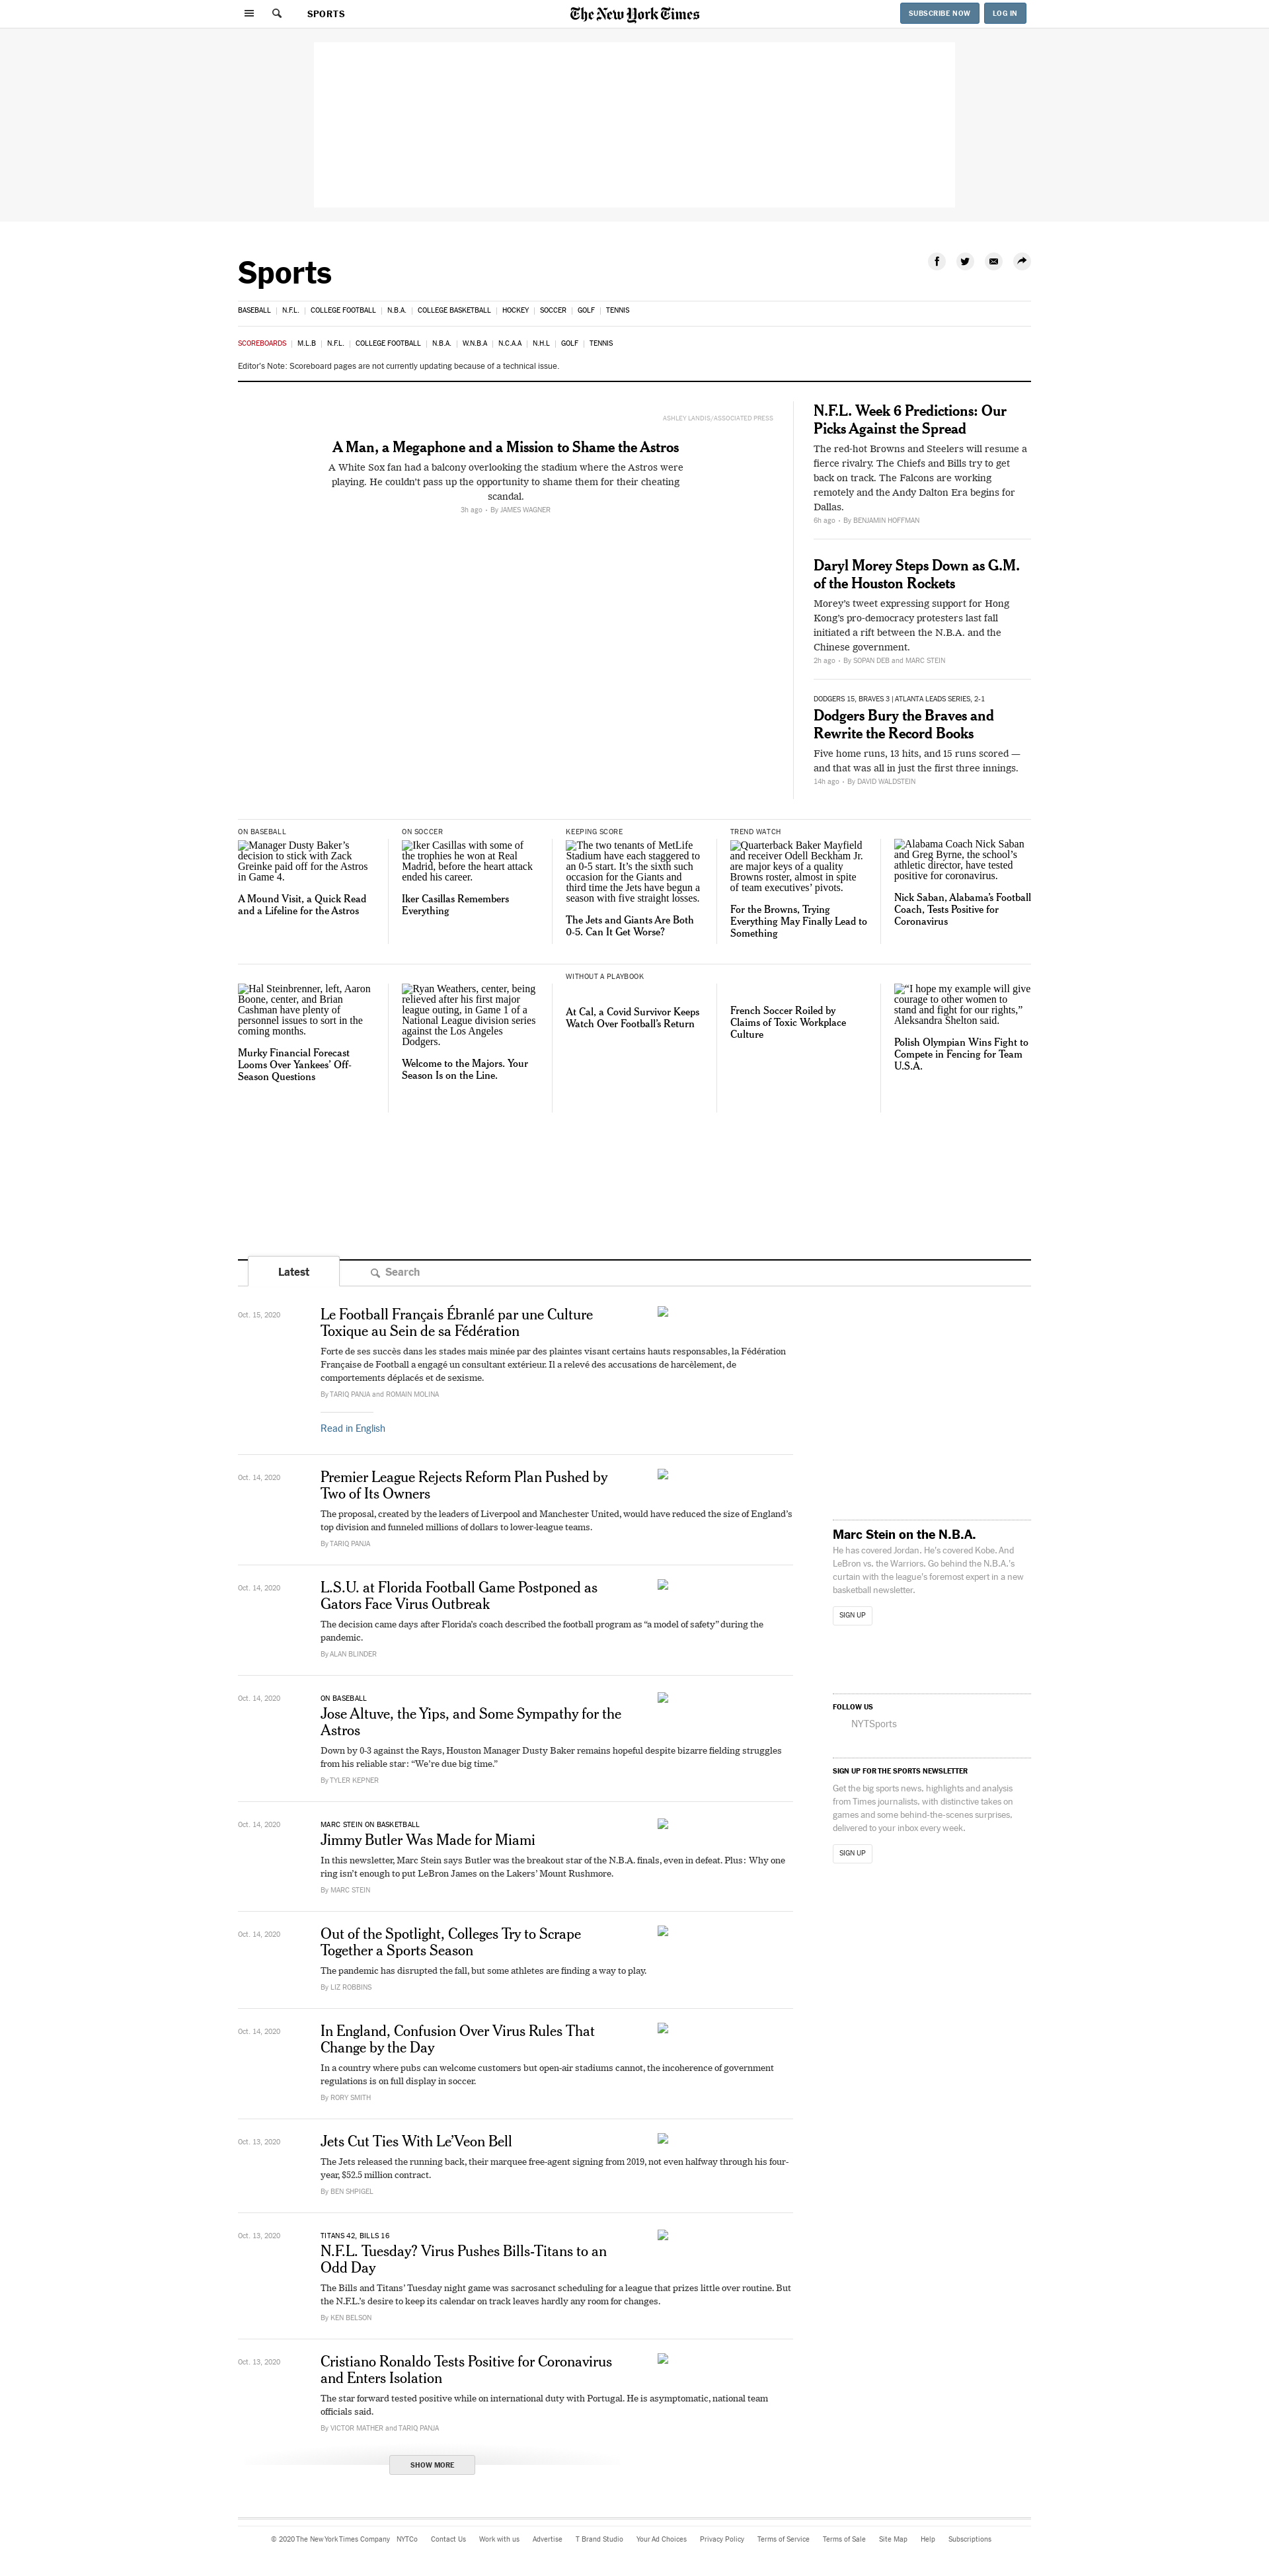 SPORTS
The New York Times
SUBSCRIBE NOW
LOG IN
Sports
BASEBALL | N.F.L. | COLLEGE FOOTBALL | N.B.A. | COLLEGE BASKETBALL | HOCKEY | SOCCER | GOLF | TENNIS
SCOREBOARDS | M.L.B | N.F.L. | COLLEGE FOOTBALL | N.B.A. | W.N.B.A | N.C.A.A | N.H.L | GOLF | TENNIS
Editor's Note: Scoreboard pages are not currently updating because of a technical issue.
ASHLEY LANDIS/ASSOCIATED PRESS
A Man, a Megaphone and a Mission to Shame the Astros
A White Sox fan had a balcony overlooking the stadium where the Astros were
playing. He couldn't pass up the opportunity to shame them for their cheating
scandal.
3h ago • By JAMES WAGNER
N.F.L. Week 6 Predictions: Our
Picks Against the Spread
The red-hot Browns and Steelers will resume a
fierce rivalry. The Chiefs and Bills try to get
back on track. The Falcons are working
remotely and the Andy Dalton Era begins for
Dallas.
6h ago • By BENJAMIN HOFFMAN
Daryl Morey Steps Down as G.M.
of the Houston Rockets
Morey's tweet expressing support for Hong
Kong's pro-democracy protesters last fall
initiated a rift between the N.B.A. and the
Chinese government.
2h ago • By SOPAN DEB and MARC STEIN
DODGERS 15, BRAVES 3 | ATLANTA LEADS SERIES, 2-1
Dodgers Bury the Braves and
Rewrite the Record Books
Five home runs, 13 hits, and 15 runs scored —
and that was all in just the first three innings.
14h ago • By DAVID WALDSTEIN
ON BASEBALL
Manager Dusty Baker's
decision to stick with Zack
Greinke paid off for the Astros
in Game 4.
A Mound Visit, a Quick Read
and a Lifeline for the Astros
ON SOCCER
Iker Casillas with some of
the trophies he won at Real
Madrid, before the heart attack
ended his career.
Iker Casillas Remembers
Everything
KEEPING SCORE
The two tenants of MetLife
Stadium have each staggered to
an 0-5 start. It's the sixth such
occasion for the Giants and
third time the Jets have begun a
season with five straight losses.
The Jets and Giants Are Both
0-5. Can It Get Worse?
TREND WATCH
Quarterback Baker Mayfield
and receiver Odell Beckham Jr.
are major keys of a quality
Browns roster, almost in spite
of team executives' pivots.
For the Browns, Trying
Everything May Finally Lead to
Something
Alabama Coach Nick Saban
and Greg Byrne, the school's
athletic director, have tested
positive for coronavirus.
Nick Saban, Alabama's Football
Coach, Tests Positive for
Coronavirus
Hal Steinbrenner, left, Aaron
Boone, center, and Brian
Cashman have plenty of
personnel issues to sort in the
coming months.
Murky Financial Forecast
Looms Over Yankees' Off-
Season Questions
Ryan Weathers, center, being
relieved after his first major
league outing, in Game 1 of a
National League division series
against the Los Angeles
Dodgers.
Welcome to the Majors. Your
Season Is on the Line.
WITHOUT A PLAYBOOK
At Cal, a Covid Survivor Keeps
Watch Over Football's Return
French Soccer Roiled by
Claims of Toxic Workplace
Culture
“I hope my example will give
courage to other women to
stand and fight for our rights,”
Aleksandra Shelton said.
Polish Olympian Wins Fight to
Compete in Fencing for Team
U.S.A.
Latest
Search
Oct. 15, 2020
Le Football Français Ébranlé par une Culture
Toxique au Sein de sa Fédération
Forte de ses succès dans les stades mais minée par des plaintes visant certains hauts responsables, la Fédération
Française de Football a engagé un consultant extérieur. Il a relevé des accusations de harcèlement, de
comportements déplacés et de sexisme.
By TARIQ PANJA and ROMAIN MOLINA
Read in English
Oct. 14, 2020
Premier League Rejects Reform Plan Pushed by
Two of Its Owners
The proposal, created by the leaders of Liverpool and Manchester United, would have reduced the size of England's
top division and funneled millions of dollars to lower-league teams.
By TARIQ PANJA
Oct. 14, 2020
L.S.U. at Florida Football Game Postponed as
Gators Face Virus Outbreak
The decision came days after Florida's coach described the football program as “a model of safety” during the
pandemic.
By ALAN BLINDER
Oct. 14, 2020
ON BASEBALL
Jose Altuve, the Yips, and Some Sympathy for the
Astros
Down by 0-3 against the Rays, Houston Manager Dusty Baker remains hopeful despite bizarre fielding struggles
from his reliable star: “We're due big time.”
By TYLER KEPNER
Oct. 14, 2020
MARC STEIN ON BASKETBALL
Jimmy Butler Was Made for Miami
In this newsletter, Marc Stein says Butler was the breakout star of the N.B.A. finals, even in defeat. Plus: Why one
ring isn't enough to put LeBron James on the Lakers' Mount Rushmore.
By MARC STEIN
Oct. 14, 2020
Out of the Spotlight, Colleges Try to Scrape
Together a Sports Season
The pandemic has disrupted the fall, but some athletes are finding a way to play.
By LIZ ROBBINS
Oct. 14, 2020
In England, Confusion Over Virus Rules That
Change by the Day
In a country where pubs can welcome customers but open-air stadiums cannot, the incoherence of government
regulations is on full display in soccer.
By RORY SMITH
Oct. 13, 2020
Jets Cut Ties With Le'Veon Bell
The Jets released the running back, their marquee free-agent signing from 2019, not even halfway through his four-
year, $52.5 million contract.
By BEN SHPIGEL
Oct. 13, 2020
TITANS 42, BILLS 16
N.F.L. Tuesday? Virus Pushes Bills-Titans to an
Odd Day
The Bills and Titans' Tuesday night game was sacrosanct scheduling for a league that prizes little over routine. But
the N.F.L.'s desire to keep its calendar on track leaves hardly any room for changes.
By KEN BELSON
Oct. 13, 2020
Cristiano Ronaldo Tests Positive for Coronavirus
and Enters Isolation
The star forward tested positive while on international duty with Portugal. He is asymptomatic, national team
officials said.
By VICTOR MATHER and TARIQ PANJA
SHOW MORE
Marc Stein on the N.B.A.
He has covered Jordan. He's covered Kobe. And
LeBron vs. the Warriors. Go behind the N.B.A.'s
curtain with the league's foremost expert in a new
basketball newsletter.
SIGN UP
FOLLOW US
NYTSports
SIGN UP FOR THE SPORTS NEWSLETTER
Get the big sports news, highlights and analysis
from Times journalists, with distinctive takes on
games and some behind-the-scenes surprises,
delivered to your inbox every week.
SIGN UP
© 2020 The New York Times Company NYTCo Contact Us Work with us Advertise T Brand Studio Your Ad Choices Privacy Policy Terms of Service Terms of Sale Site Map Help Subscriptions